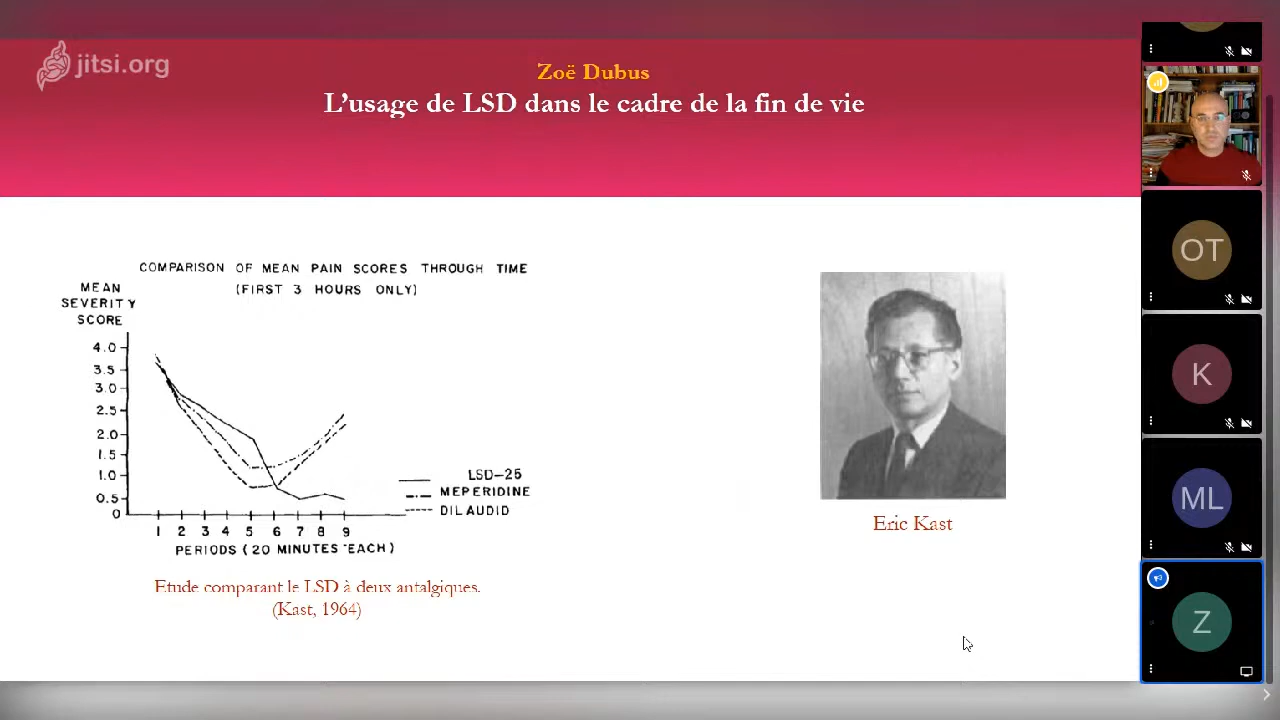 jitsi.org
Zoë Dubus
L'usage de LSD dans le cadre de la fin de vie
COMPARISON OF MEAN PAIN SCORES THROUGH TIME
(FIRST 3 HOURS ONLY)
MEAN
SEVERITY
SCORE
4.0
3.5
3.0
2.5
2.0
1.5
1.0
0.5
0
1 2 3 4 5 6 7 8 9
PERIODS (20 MINUTES EACH)
LSD-25
MEPERIDINE
DILAUDID
Etude comparant le LSD à deux antalgiques.
(Kast, 1964)
Eric Kast
OT
K
ML
Z